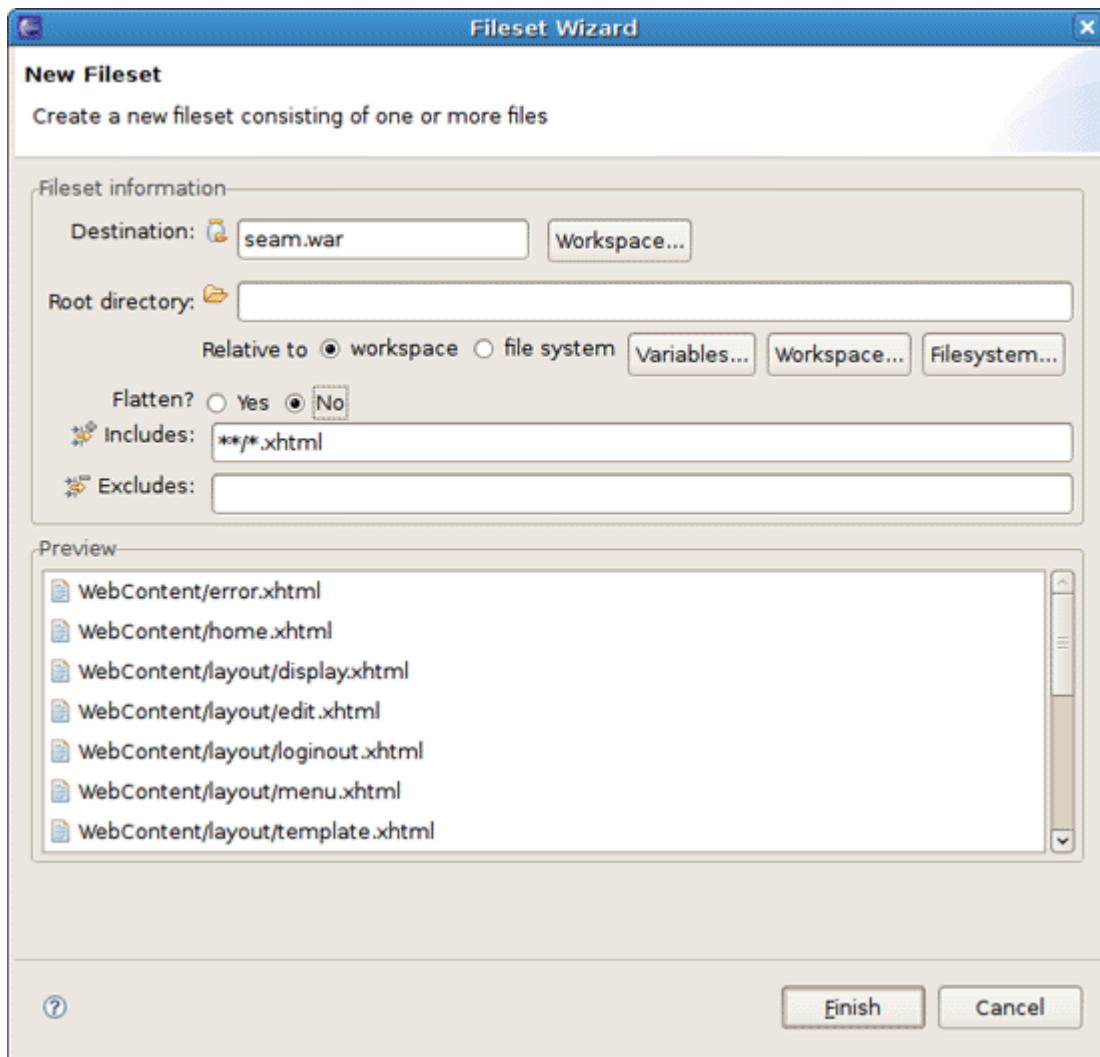 Fileset Wizard
New Fileset
Create a new fileset consisting of one or more files
Fileset information
Destination: seam.war Workspace...
Root directory:
Relative to workspace file system Variables... Workspace... Filesystem...
Flatten? Yes No
Includes: **/*.xhtml
Excludes:
Preview
WebContent/error.xhtml
WebContent/home.xhtml
WebContent/layout/display.xhtml
WebContent/layout/edit.xhtml
WebContent/layout/loginout.xhtml
WebContent/layout/menu.xhtml
WebContent/layout/template.xhtml
Finish Cancel